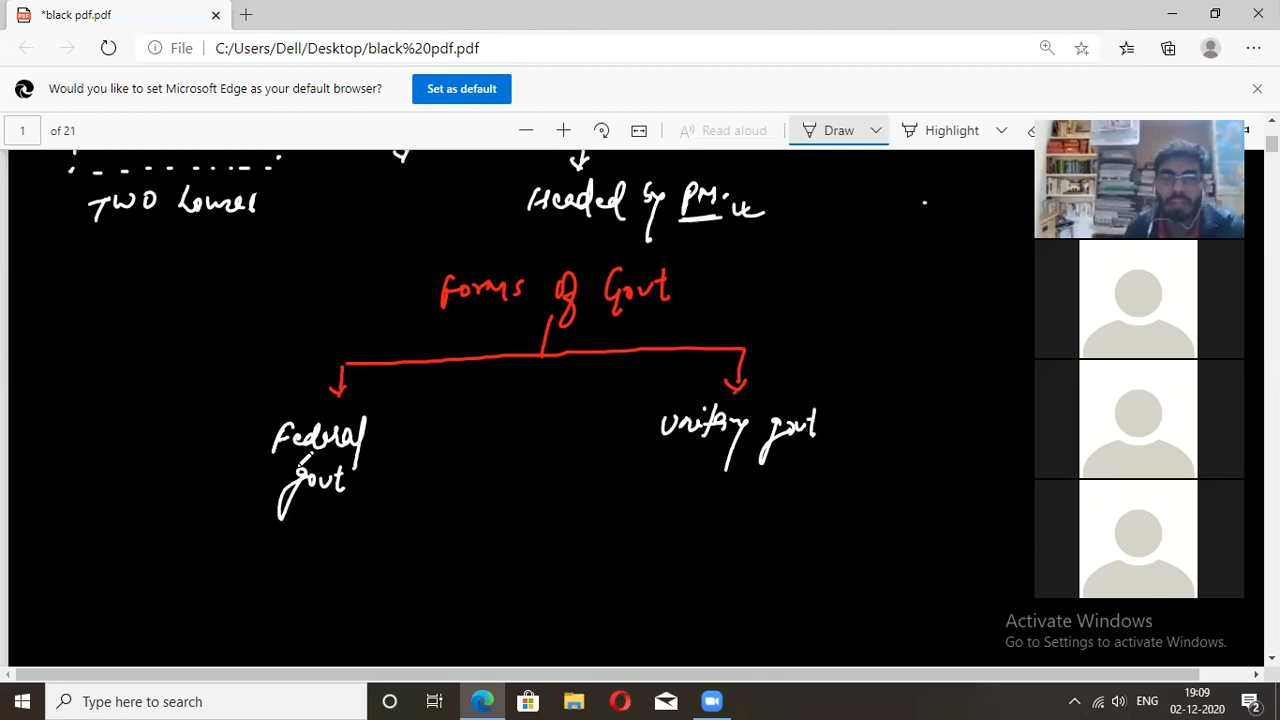 *black pdf.pdf
File C:/Users/Dell/Desktop/black%20pdf.pdf
Would you like to set Microsoft Edge as your default browser? Set as default
1 of 21 Read aloud Draw Highlight
TWO houses Headed by PM.
Forms of Govt
Federal govt
Unitary govt
Activate Windows
Go to Settings to activate Windows.
Type here to search
ENG
19:09
02-12-2020
2